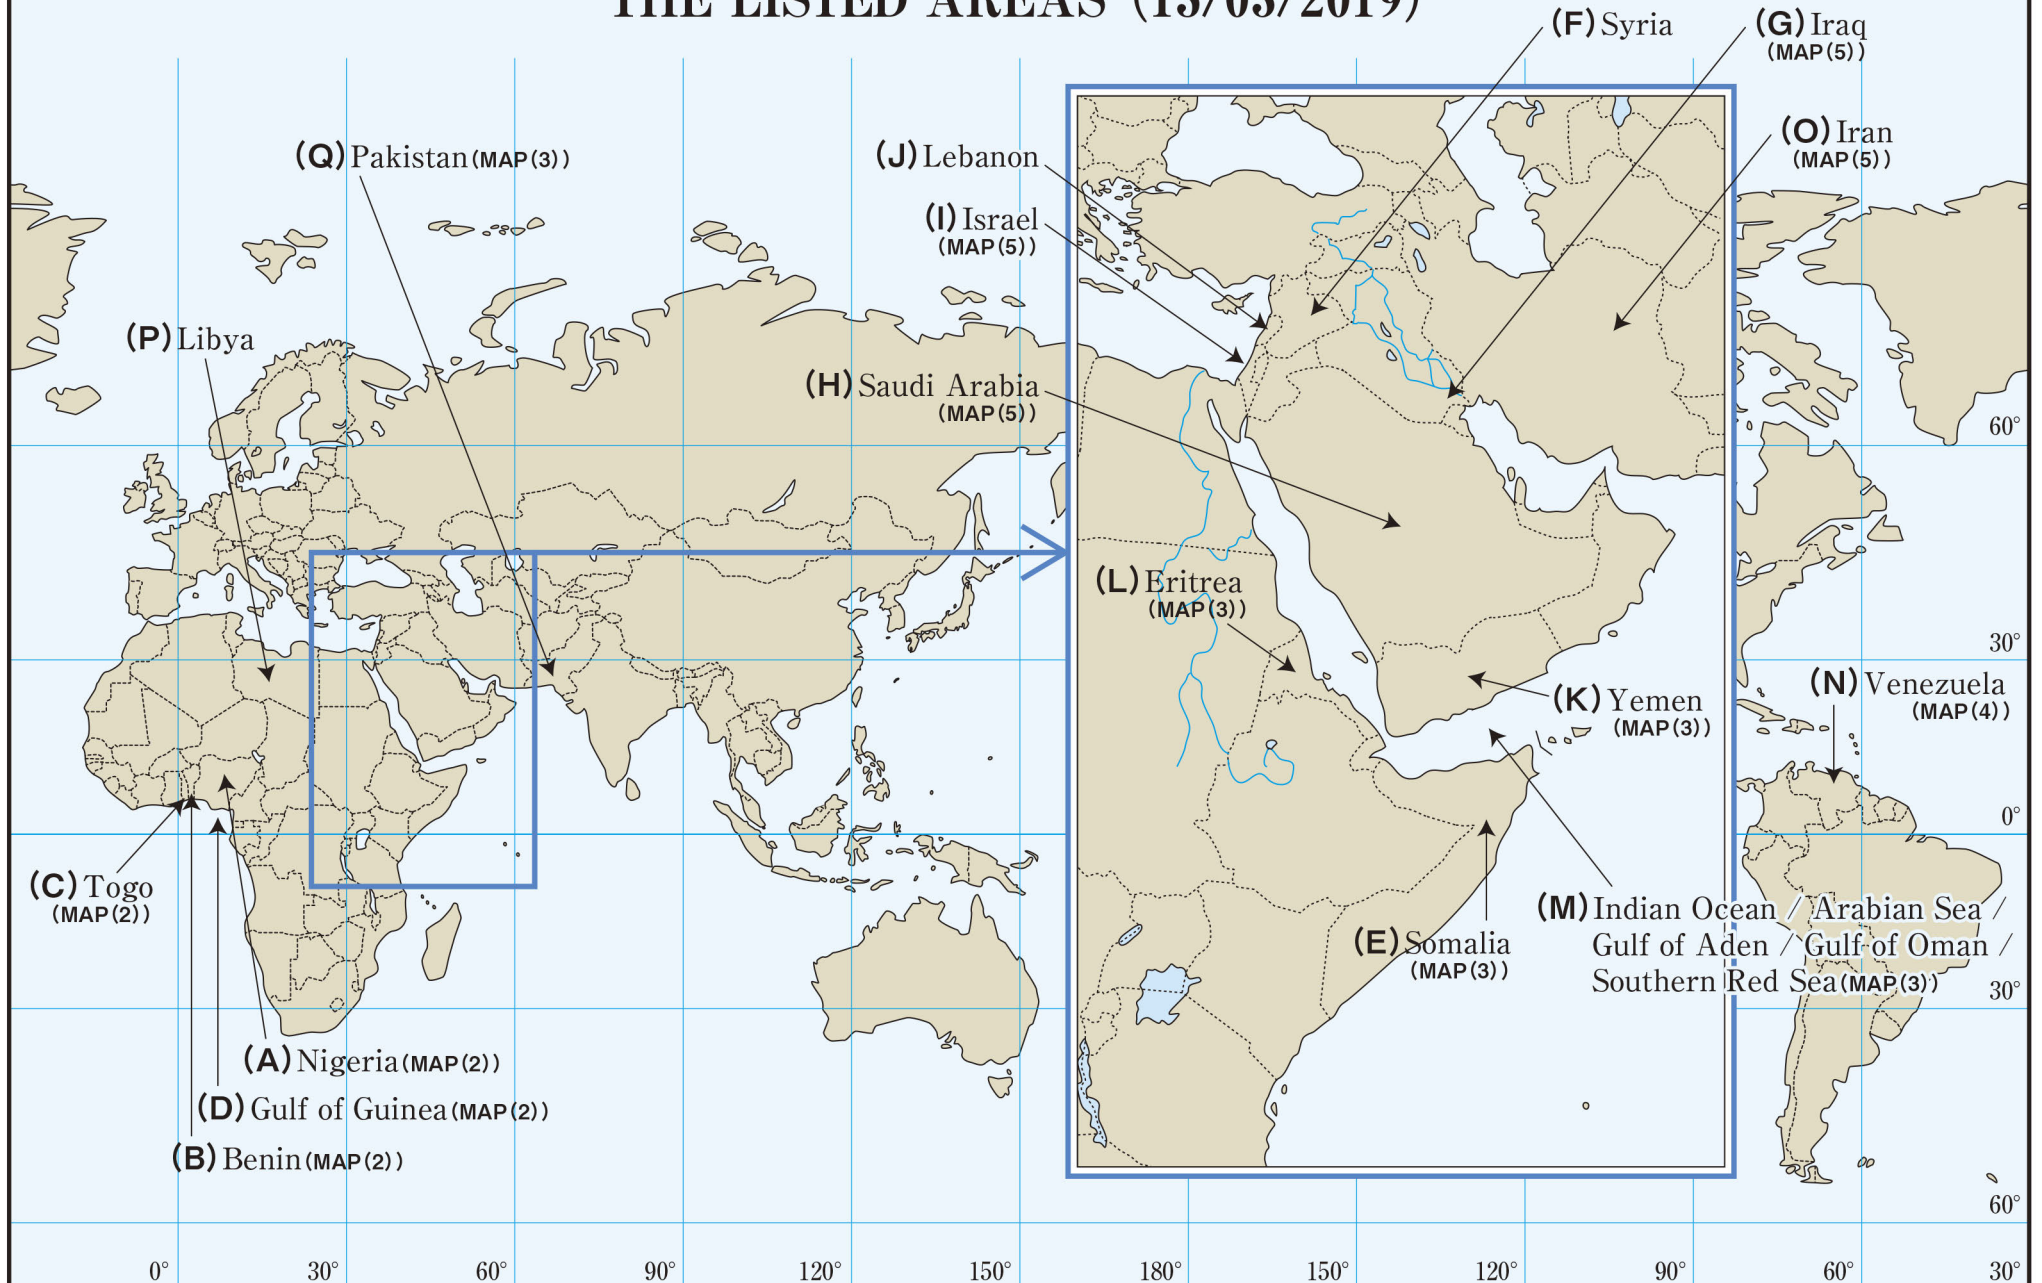 THE LISTED AREAS (13/03/2019)
(F) Syria
(G) Iraq
(MAP(5))
(O) Iran
(MAP(5))
(Q) Pakistan (MAP(3))
(J) Lebanon
(I) Israel
(MAP(5))
(P) Libya
(H) Saudi Arabia
(MAP(5))
60°
(L) Eritrea
(MAP(3))
30°
(K) Yemen
(MAP(3))
(N) Venezuela
(MAP(4))
0°
(C) Togo
(MAP(2))
(M) Indian Ocean / Arabian Sea /
Gulf of Aden / Gulf of Oman /
Southern Red Sea (MAP(3))
(E) Somalia
(MAP(3))
30°
(A) Nigeria (MAP(2))
(D) Gulf of Guinea (MAP(2))
(B) Benin (MAP(2))
60°
0° 30° 60° 90° 120° 150° 180° 150° 120° 90° 60° 30°